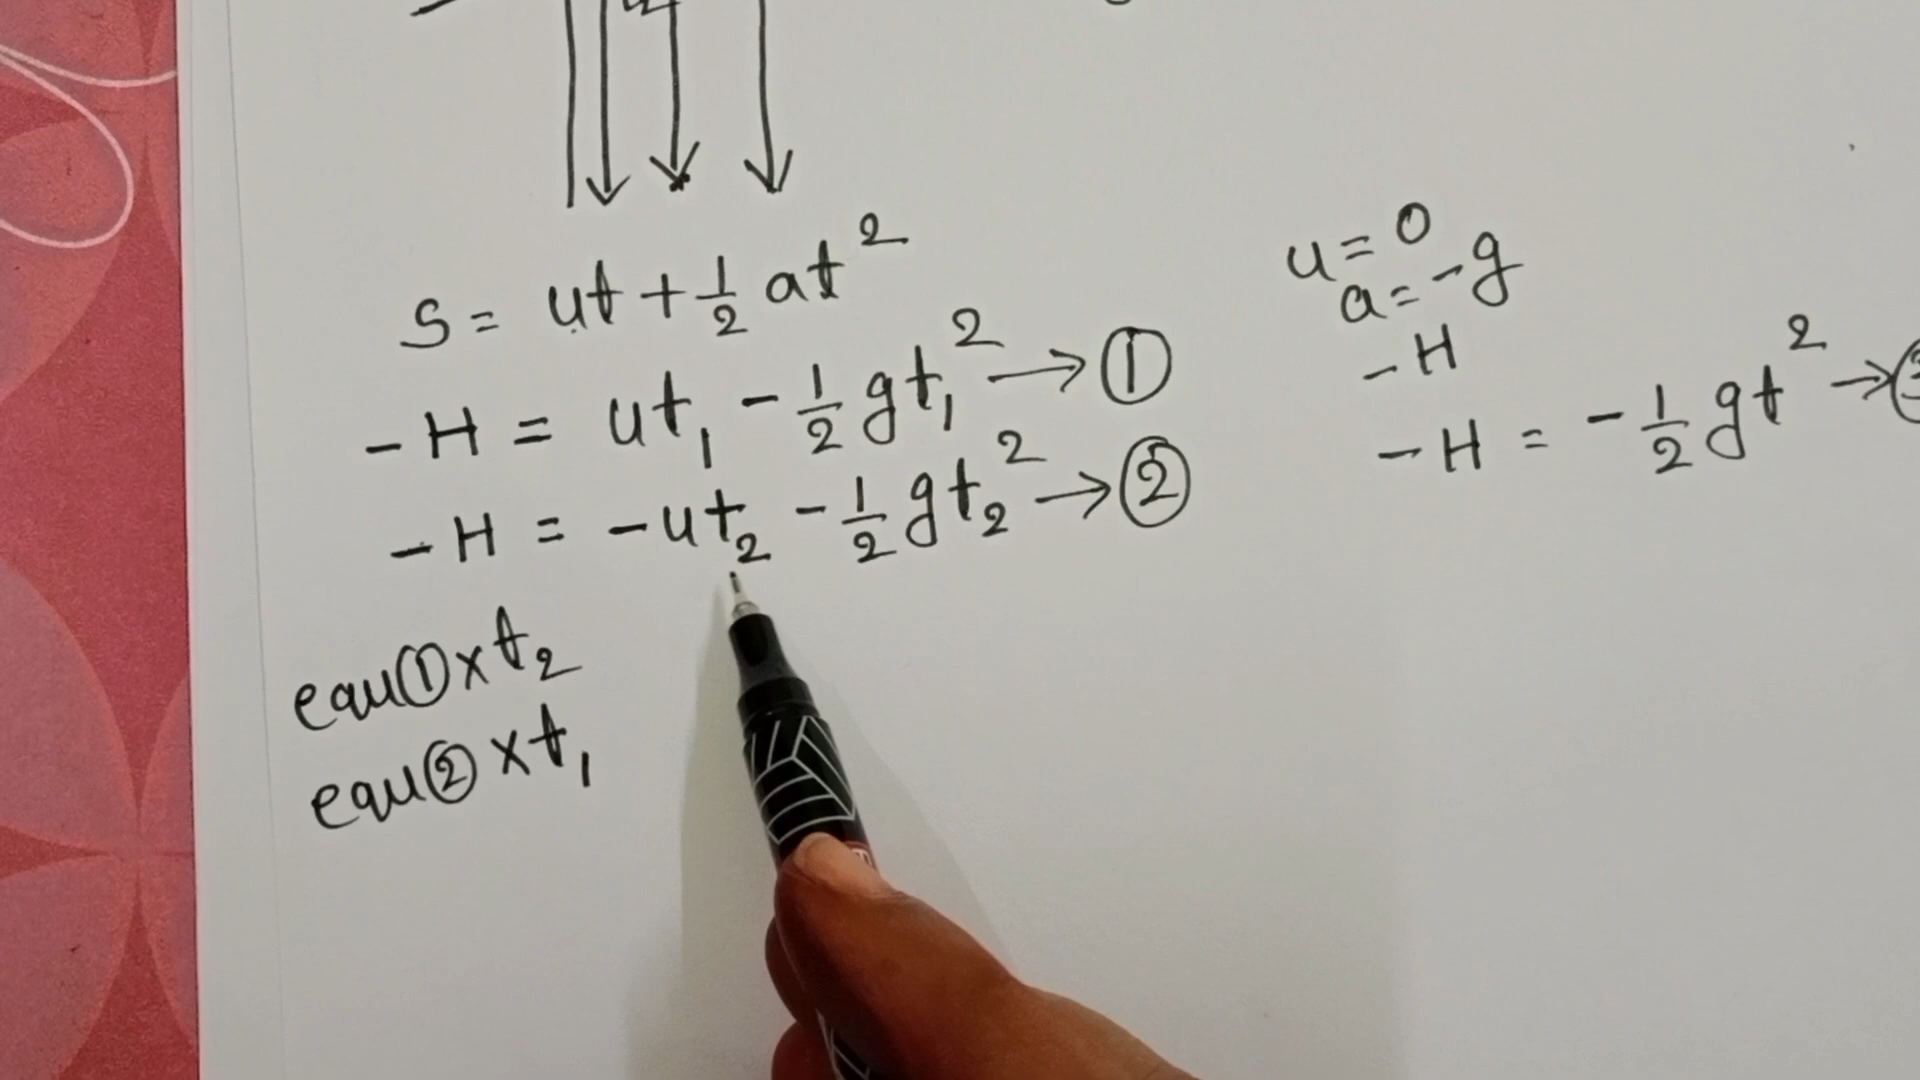 S = ut + 1/2 at²
-H = ut₁ - 1/2 gt₁² → ①
-H = -ut₂ - 1/2 gt₂² → ②
equ① x t₂
equ② x t₁
u = 0
a = -g
-H
-H = - 1/2 gt² →